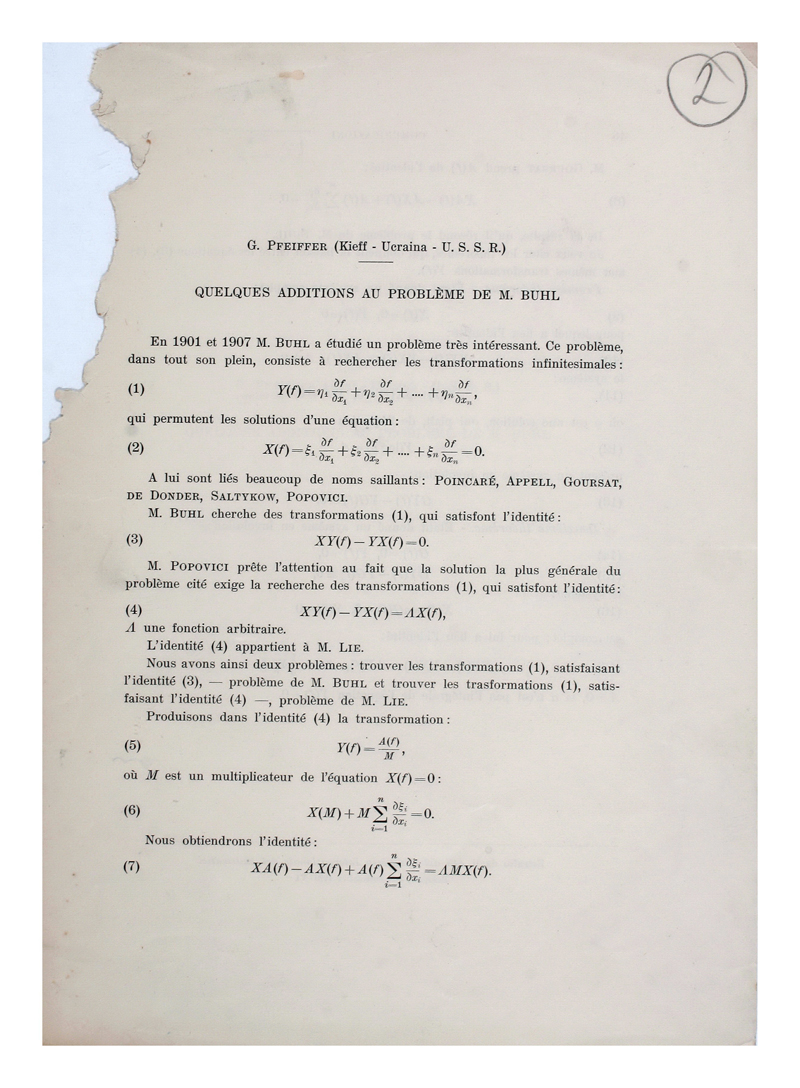 2
G. PFEIFFER (Kieff - Ucraina - U. S. S. R.)
QUELQUES ADDITIONS AU PROBLÈME DE M. BUHL
En 1901 et 1907 M. BUHL a étudié un problème très intéressant. Ce problème,
dans tout son plein, consiste à rechercher les transformations infinitesimales :
(1) Y(f)=η₁ ∂f/∂x₁ + η₂ ∂f/∂x₂ + .... + ηₙ ∂f/∂xₙ,
qui permutent les solutions d'une équation :
(2) X(f)=ξ₁ ∂f/∂x₁ + ξ₂ ∂f/∂x₂ + .... + ξₙ ∂f/∂xₙ =0.
A lui sont liés beaucoup de noms saillants : POINCARÉ, APPELL, GOURSAT,
DE DONDER, SALTYKOW, POPOVICI.
M. BUHL cherche des transformations (1), qui satisfont l'identité :
(3) XY(f) − YX(f)=0.
M. POPOVICI prête l'attention au fait que la solution la plus générale du
problème cité exige la recherche des transformations (1), qui satisfont l'identité :
(4) XY(f) − YX(f)=ΛX(f),
Λ une fonction arbitraire.
L'identité (4) appartient à M. LIE.
Nous avons ainsi deux problèmes : trouver les transformations (1), satisfaisant
l'identité (3), — problème de M. BUHL et trouver les trasformations (1), satis-
faisant l'identité (4) —, problème de M. LIE.
Produisons dans l'identité (4) la transformation :
(5) Y(f)= A(f)/M ,
où M est un multiplicateur de l'équation X(f)=0 :
(6) X(M) + M ∑ⁿᵢ₌₁ ∂ξᵢ/∂xᵢ =0.
Nous obtiendrons l'identité :
(7) XA(f) − AX(f) + A(f) ∑ⁿᵢ₌₁ ∂ξᵢ/∂xᵢ = ΛMX(f).